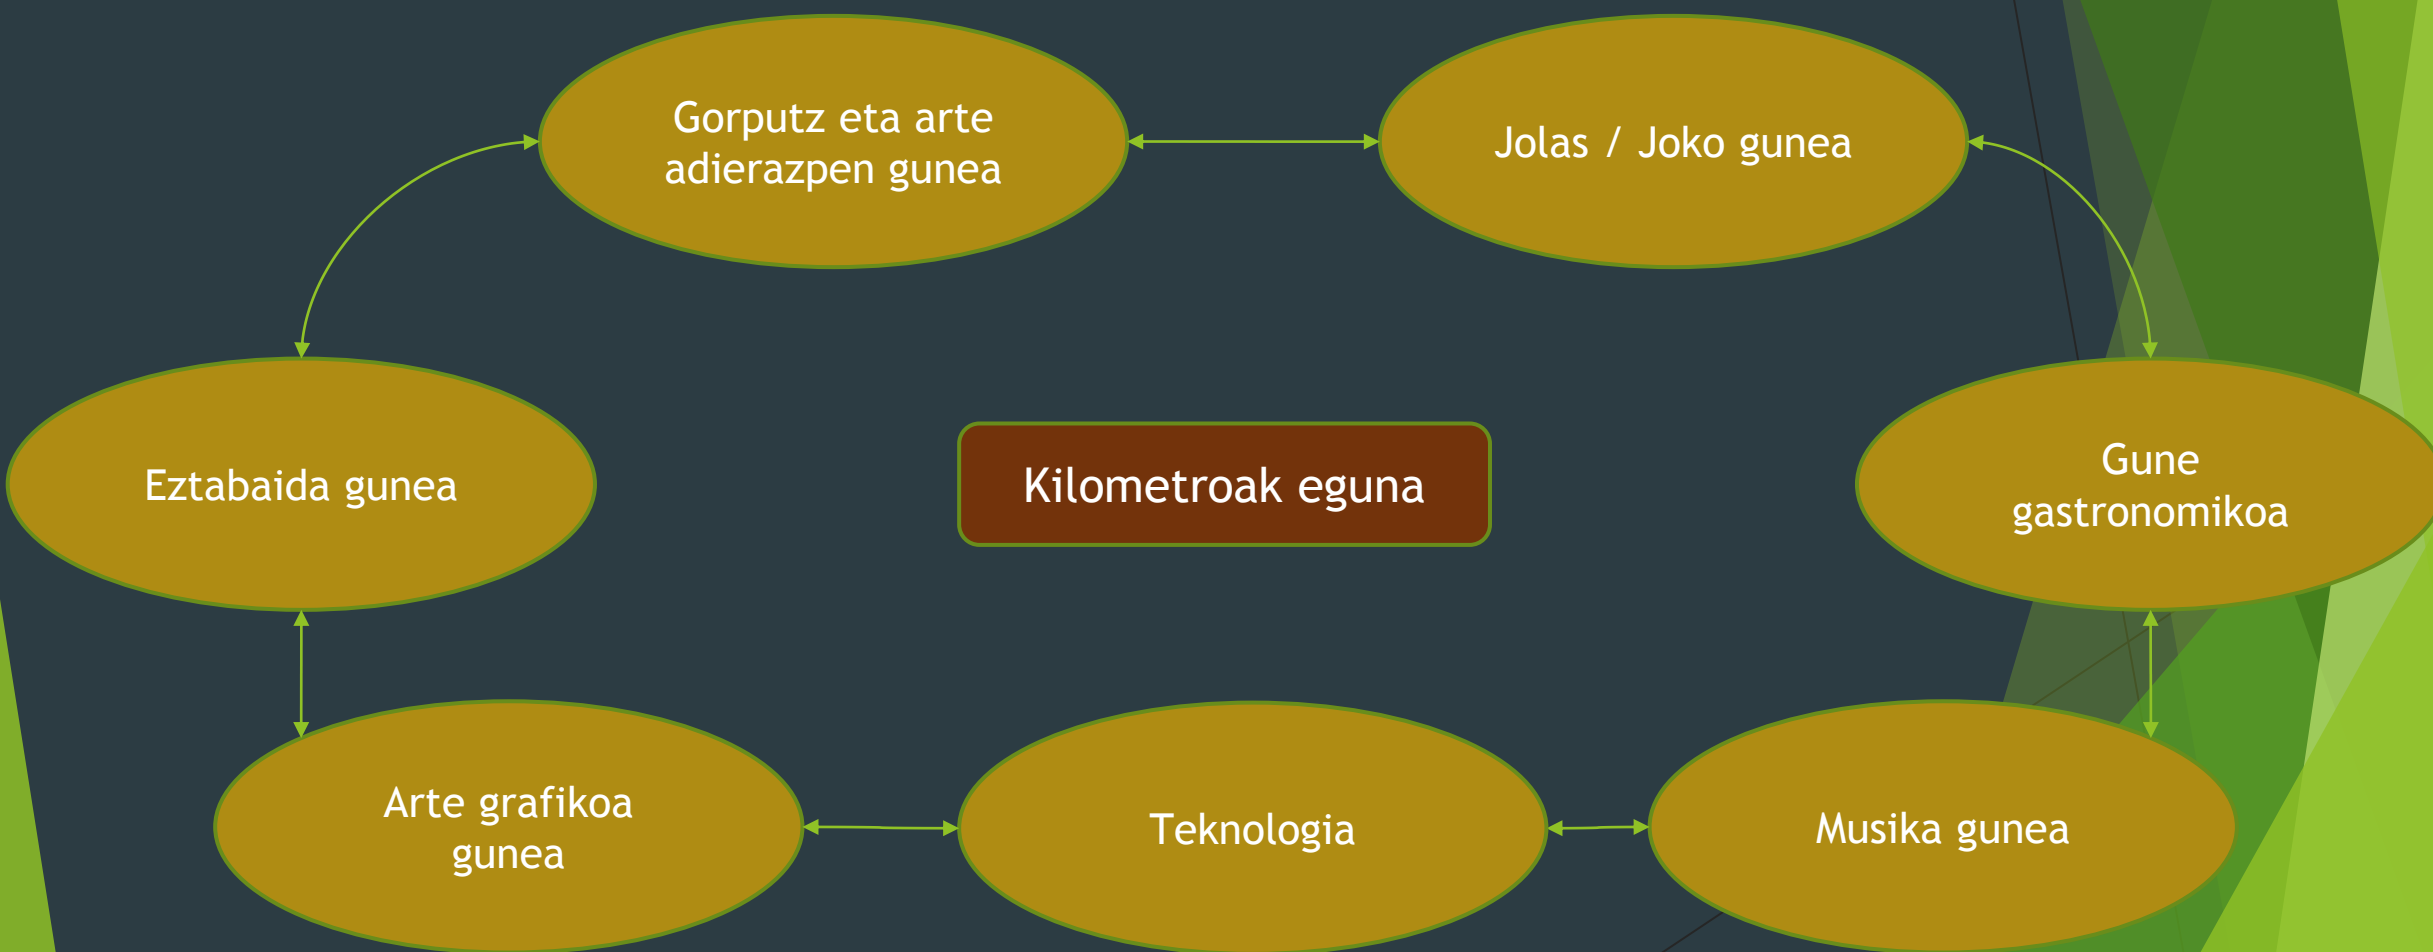 Gorputz eta arte
adierazpen gunea
Jolas / Joko gunea
Eztabaida gunea
Kilometroak eguna
Gune
gastronomikoa
Arte grafikoa
gunea
Teknologia
Musika gunea